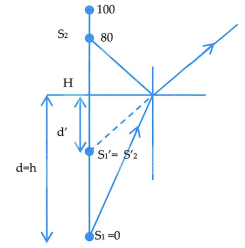 100
S₂ 80
H
d'
S₁'= S'₂
d=h
S₁ =0